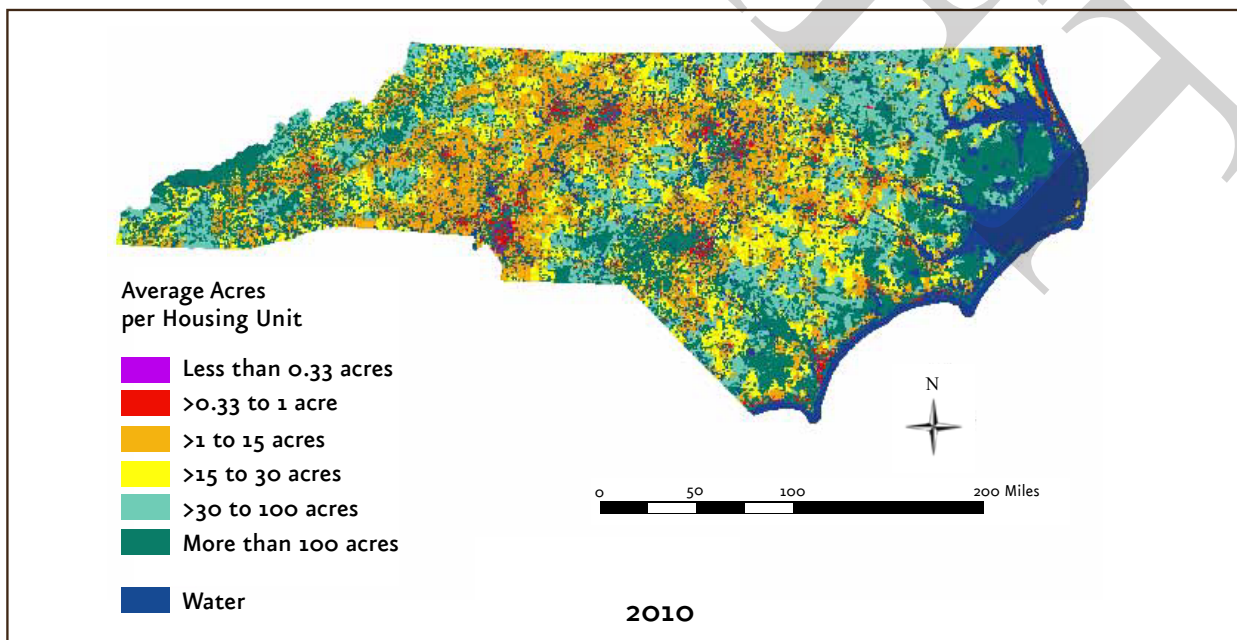 Average Acres
per Housing Unit
Less than 0.33 acres
>0.33 to 1 acre
>1 to 15 acres
>15 to 30 acres
>30 to 100 acres
More than 100 acres
Water
N
0 50 100 200 Miles
2010